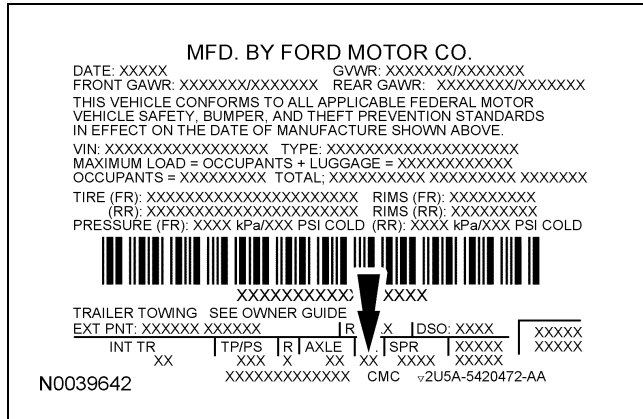 MFD. BY FORD MOTOR CO.
DATE: XXXXX GVWR: XXXXXXX/XXXXXXX
FRONT GAWR: XXXXXXX/XXXXXXX REAR GAWR: XXXXXXX/XXXXXXX
THIS VEHICLE CONFORMS TO ALL APPLICABLE FEDERAL MOTOR
VEHICLE SAFETY, BUMPER, AND THEFT PREVENTION STANDARDS
IN EFFECT ON THE DATE OF MANUFACTURE SHOWN ABOVE.
VIN: XXXXXXXXXXXXXXXXX TYPE: XXXXXXXXXXXXXXXXXXXXX
MAXIMUM LOAD = OCCUPANTS + LUGGAGE = XXXXXXXXXXXX
OCCUPANTS = XXXXXXXXX TOTAL; XXXXXXXXXX XXXXXXXXX XXXXXXX
TIRE (FR): XXXXXXXXXXXXXXXXXXXXXXX RIMS (FR): XXXXXXXXX
(RR): XXXXXXXXXXXXXXXXXXXXXXX RIMS (RR): XXXXXXXXX
PRESSURE (FR): XXXX kPa/XXX PSI COLD (RR): XXXX kPa/XXX PSI COLD
XXXXXXXXXXX XXXX
TRAILER TOWING SEE OWNER GUIDE
EXT PNT: XXXXXX XXXXXX R X DSO: XXXX XXXXX
INT TR TP/PS R AXLE SPR XXXXX XXXXX
XX XXX X XX XX XXXX XXXXX
XXXXXXXXXXXXX CMC ▿2U5A-5420472-AA
N0039642